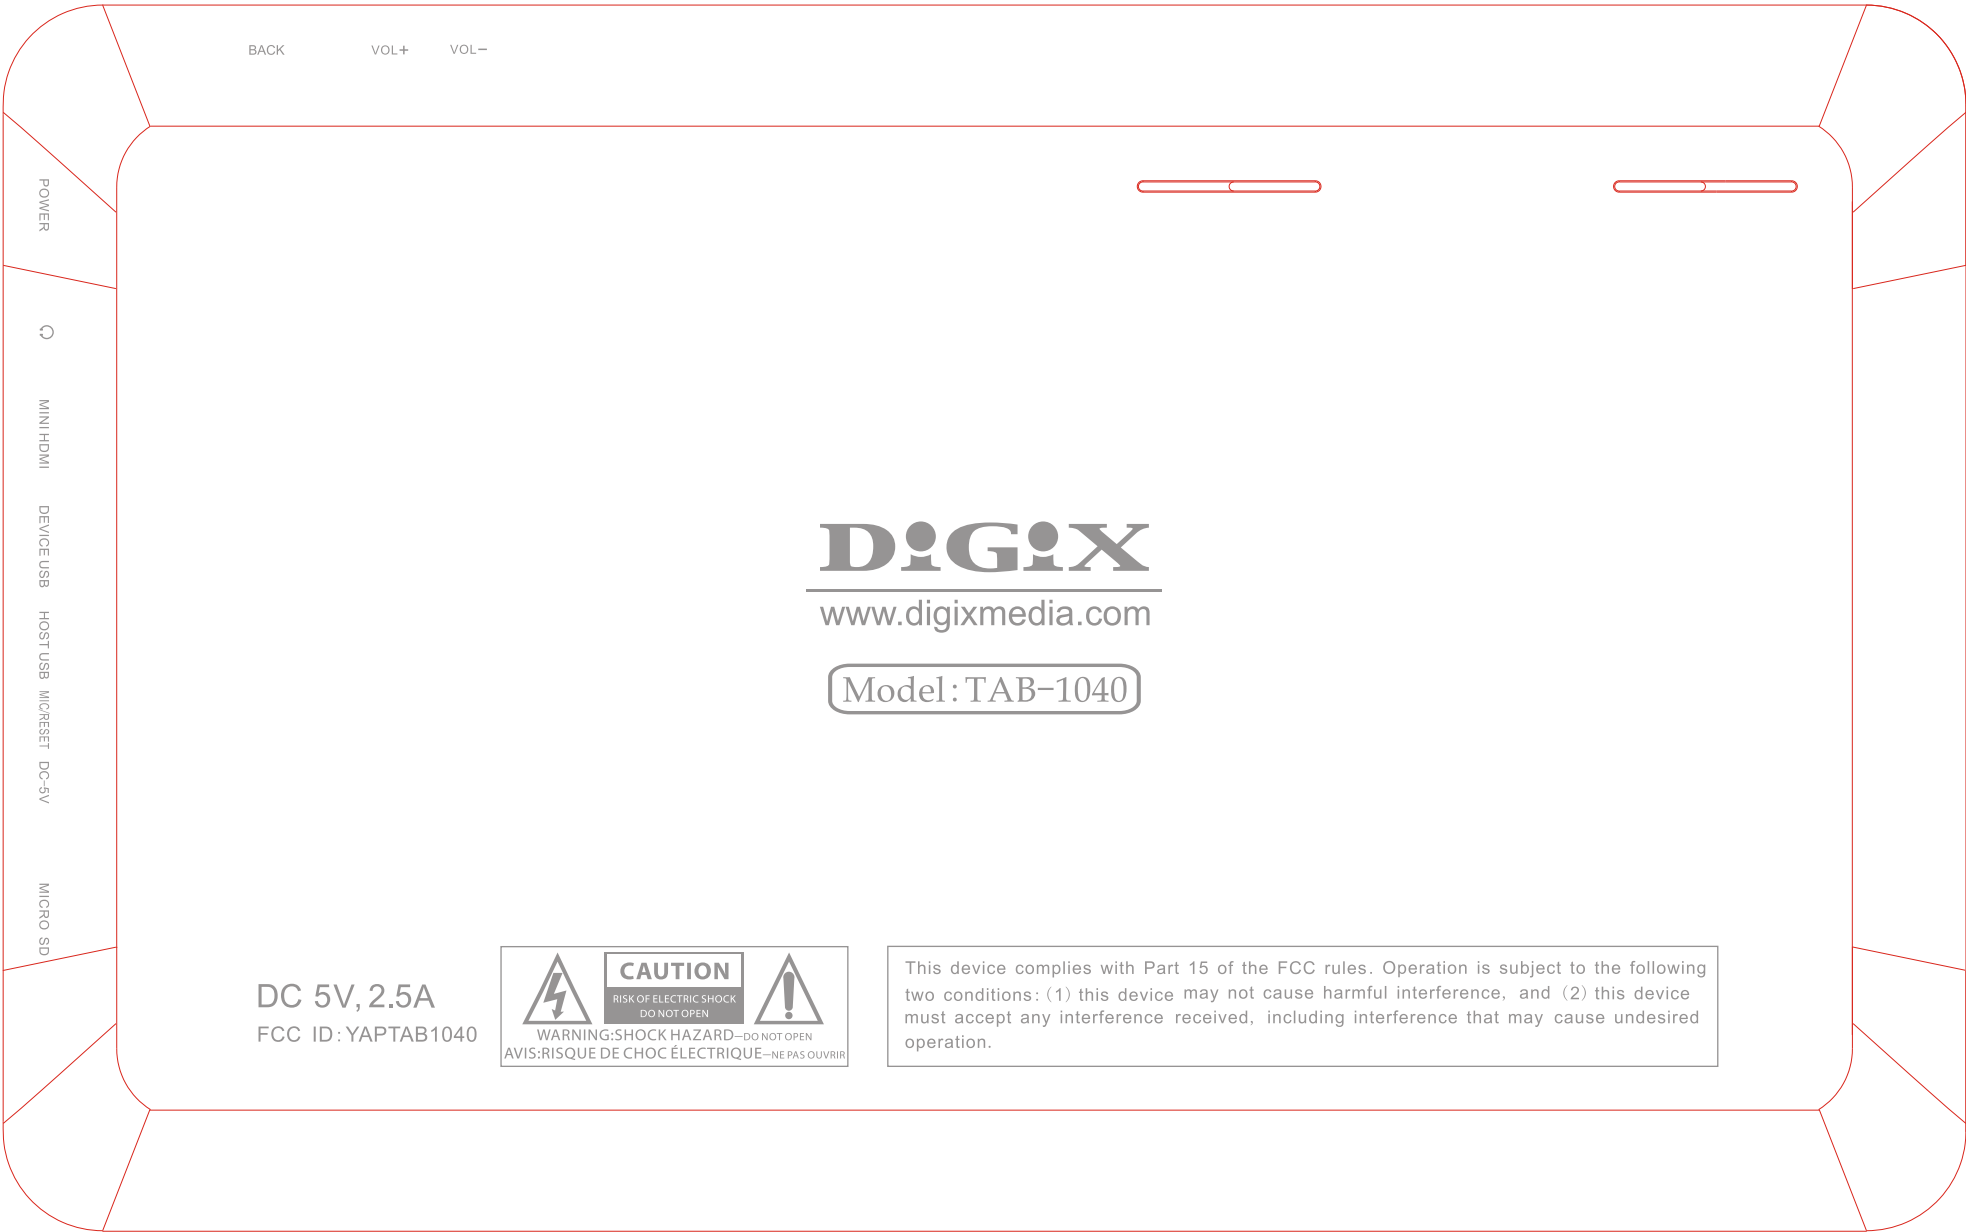 BACK VOL+ VOL-
POWER
MINI HDMI
DEVICE USB
HOST USB
MIC/RESET
DC-5V
MICRO SD
DiGiX
www.digixmedia.com
Model: TAB-1040
DC 5V, 2.5A
FCC ID: YAPTAB1040
CAUTION
RISK OF ELECTRIC SHOCK
DO NOT OPEN
WARNING:SHOCK HAZARD-DO NOT OPEN
AVIS:RISQUE DE CHOC ÉLECTRIQUE-NE PAS OUVRIR
This device complies with Part 15 of the FCC rules. Operation is subject to the following
two conditions: (1) this device may not cause harmful interference, and (2) this device
must accept any interference received, including interference that may cause undesired
operation.